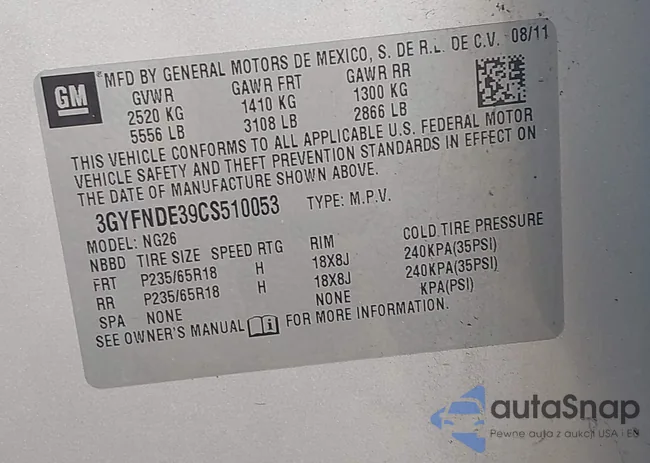 GM
MFD BY GENERAL MOTORS DE MEXICO, S. DE R.L. DE C.V. 08/11
GVWR GAWR FRT GAWR RR
2520 KG 1410 KG 1300 KG
5556 LB 3108 LB 2866 LB
THIS VEHICLE CONFORMS TO ALL APPLICABLE U.S. FEDERAL MOTOR
VEHICLE SAFETY AND THEFT PREVENTION STANDARDS IN EFFECT ON
THE DATE OF MANUFACTURE SHOWN ABOVE.
3GYFNDE39CS510053 TYPE: M.P.V.
MODEL: NG26
NBBD TIRE SIZE SPEED RTG RIM COLD TIRE PRESSURE
FRT P235/65R18 H 18X8J 240KPA(35PSI)
RR P235/65R18 H 18X8J 240KPA(35PSI)
SPA NONE NONE KPA(PSI)
SEE OWNER'S MANUAL FOR MORE INFORMATION.
autaSnap
Pewne auta z aukcji USA i EU